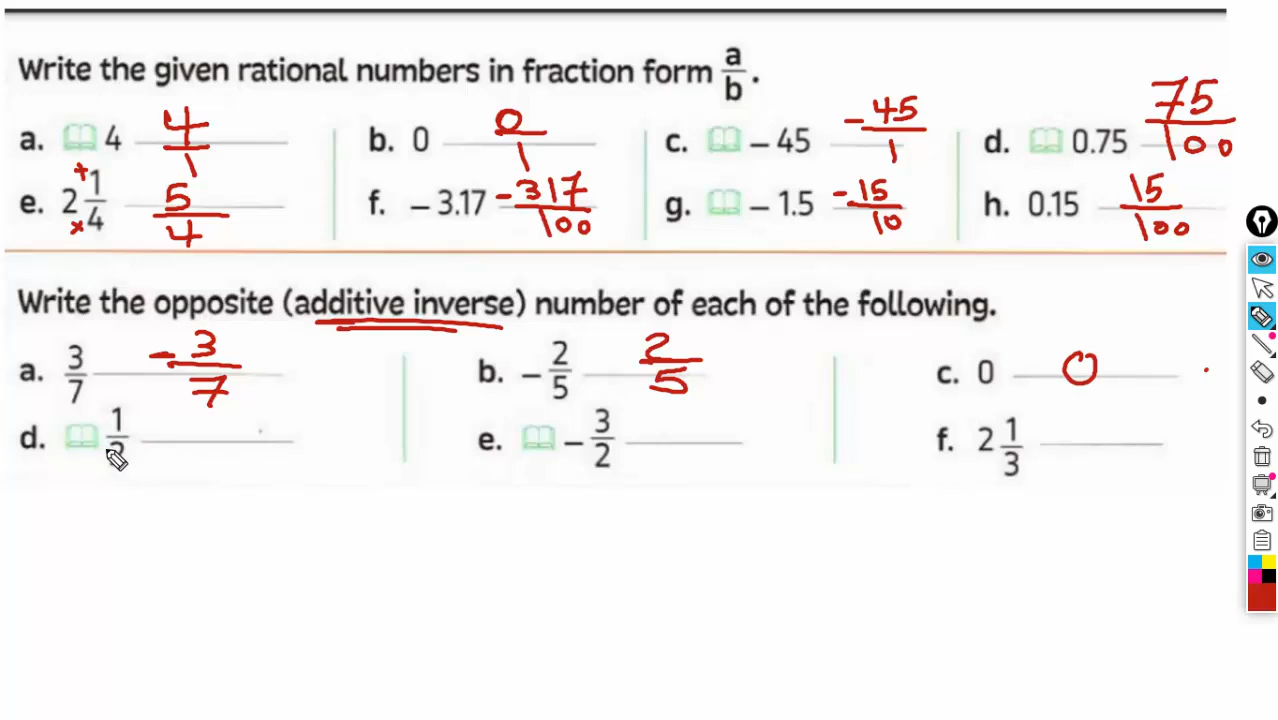 Write the given rational numbers in fraction form a/b.
a. 4 4/1 b. 0 0/1 c. – 45 -45/1 d. 0.75 75/100
e. 2 1/4 + × 5/4 f. – 3.17 -317/100 g. – 1.5 -15/10 h. 0.15 15/100
Write the opposite (additive inverse) number of each of the following.
a. 3/7 -3/7 b. – 2/5 2/5 c. 0 0
d. 1/ e. – 3/2 f. 2 1/3